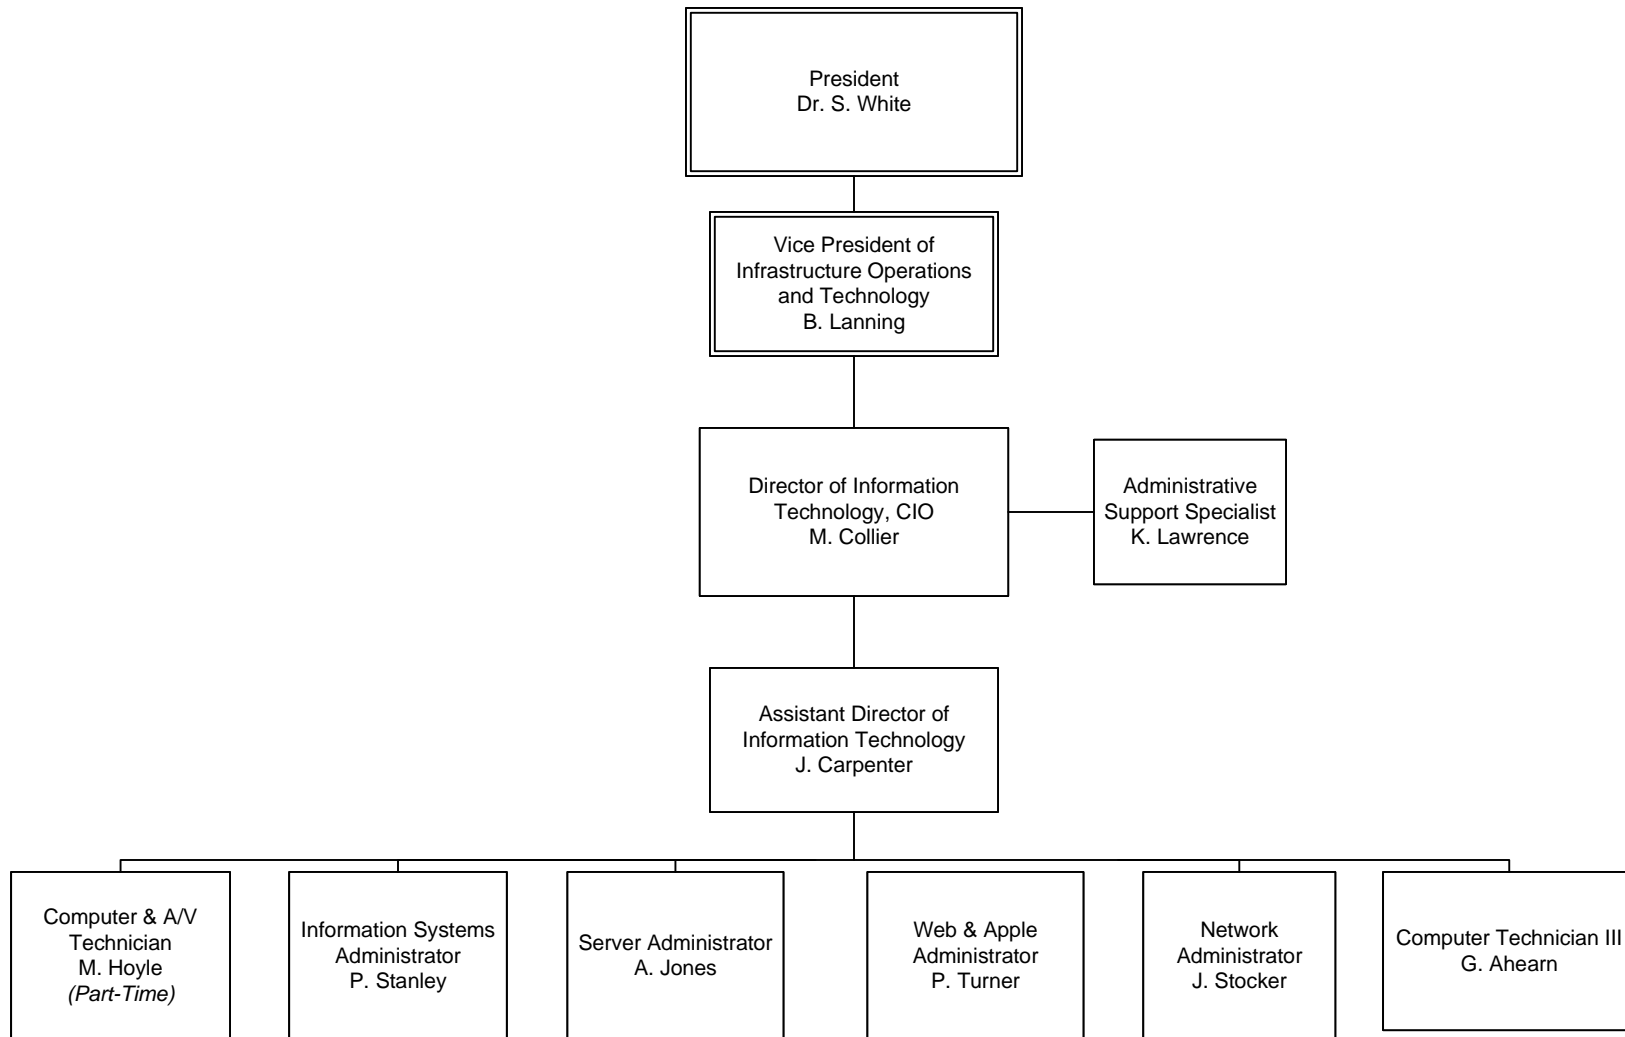 President
Dr. S. White
Vice President of
Infrastructure Operations
and Technology
B. Lanning
Director of Information
Technology, CIO
M. Collier
Administrative
Support Specialist
K. Lawrence
Assistant Director of
Information Technology
J. Carpenter
Computer & A/V
Technician
M. Hoyle
(Part-Time)
Information Systems
Administrator
P. Stanley
Server Administrator
A. Jones
Web & Apple
Administrator
P. Turner
Network
Administrator
J. Stocker
Computer Technician III
G. Ahearn